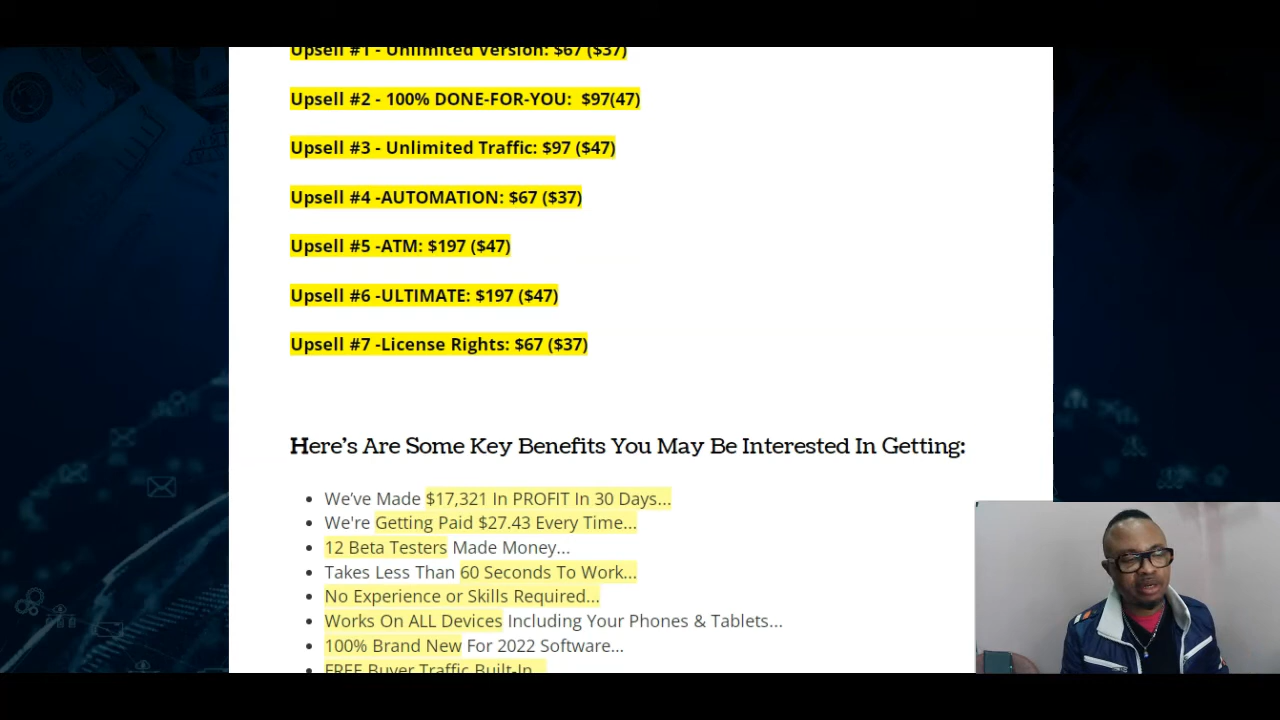 Upsell #1 - Unlimited Version: $67 ($37)
Upsell #2 - 100% DONE-FOR-YOU:  $97(47)
Upsell #3 - Unlimited Traffic: $97 ($47)
Upsell #4 -AUTOMATION: $67 ($37)
Upsell #5 -ATM: $197 ($47)
Upsell #6 -ULTIMATE: $197 ($47)
Upsell #7 -License Rights: $67 ($37)
Here's Are Some Key Benefits You May Be Interested In Getting:
We've Made $17,321 In PROFIT In 30 Days...
We're Getting Paid $27.43 Every Time...
12 Beta Testers Made Money...
Takes Less Than 60 Seconds To Work...
No Experience or Skills Required...
Works On ALL Devices Including Your Phones & Tablets...
100% Brand New For 2022 Software...
FREE Buyer Traffic Built-In...